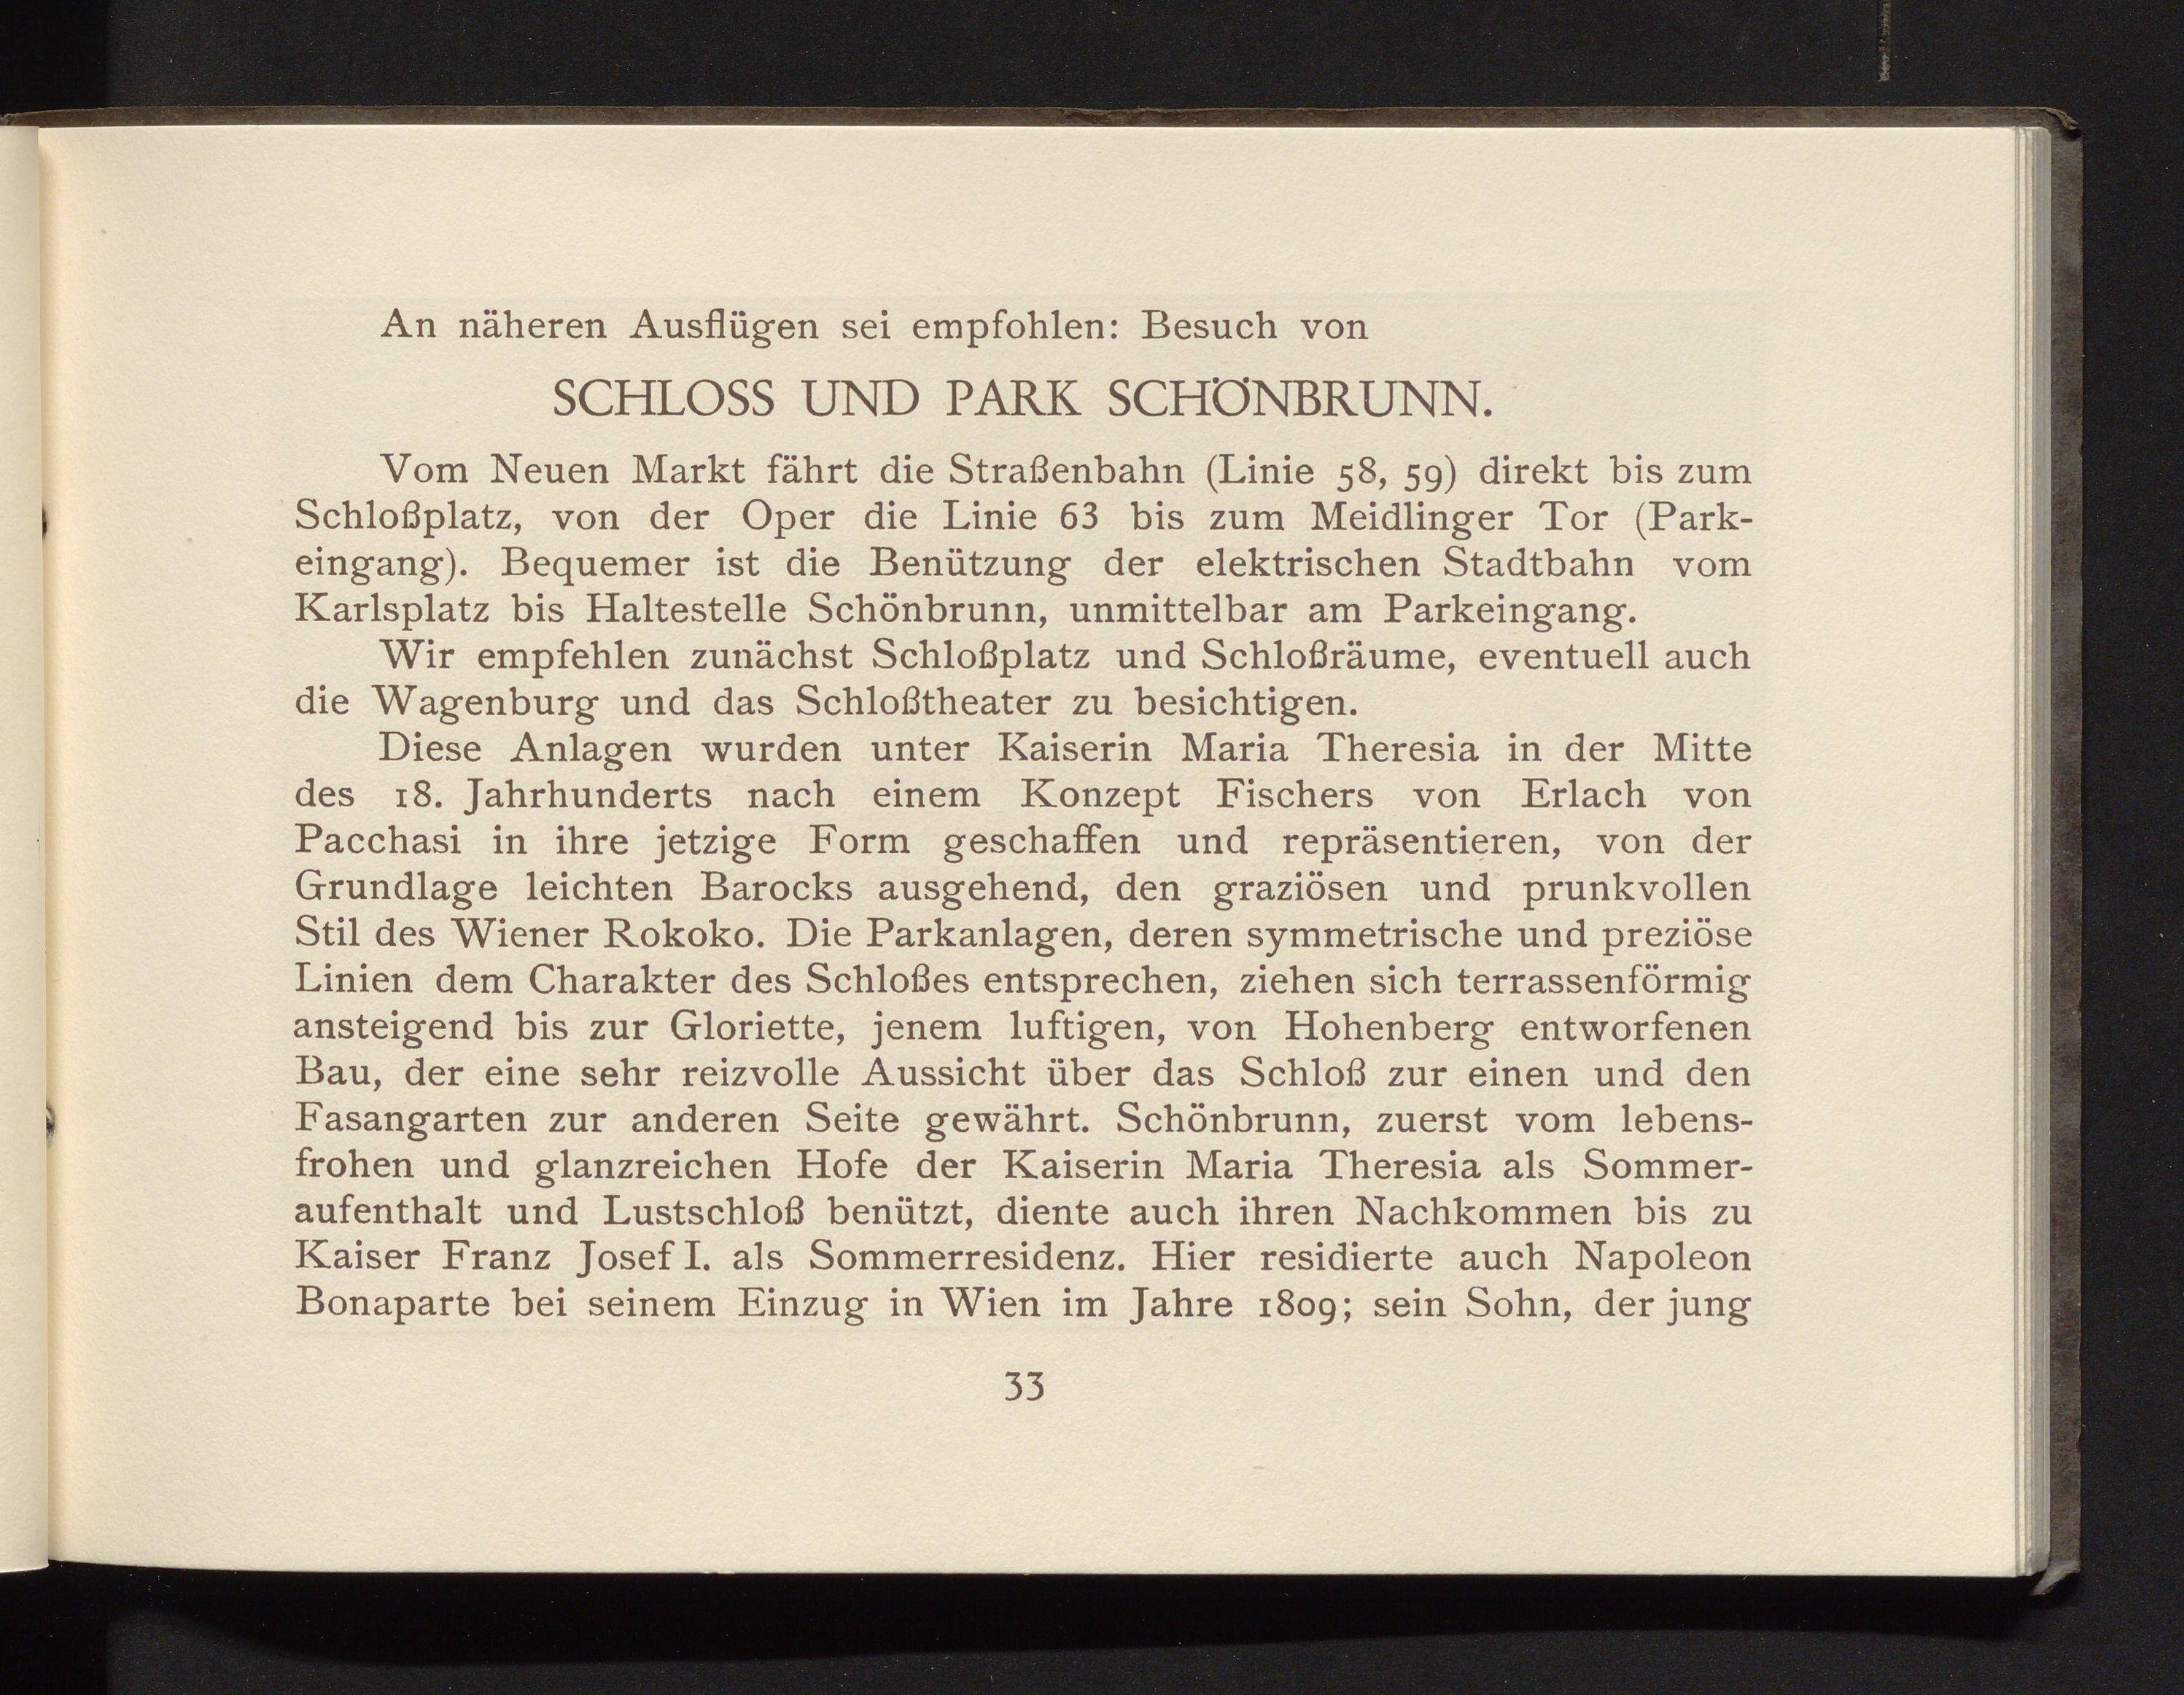 An näheren Ausflügen sei empfohlen: Besuch von
SCHLOSS UND PARK SCHÖNBRUNN.
Vom Neuen Markt fährt die Straßenbahn (Linie 58, 59) direkt bis zum
Schloßplatz, von der Oper die Linie 63 bis zum Meidlinger Tor (Park-
eingang). Bequemer ist die Benützung der elektrischen Stadtbahn vom
Karlsplatz bis Haltestelle Schönbrunn, unmittelbar am Parkeingang.
Wir empfehlen zunächst Schloßplatz und Schloßräume, eventuell auch
die Wagenburg und das Schloßtheater zu besichtigen.
Diese Anlagen wurden unter Kaiserin Maria Theresia in der Mitte
des 18. Jahrhunderts nach einem Konzept Fischers von Erlach von
Pacchasi in ihre jetzige Form geschaffen und repräsentieren, von der
Grundlage leichten Barocks ausgehend, den graziösen und prunkvollen
Stil des Wiener Rokoko. Die Parkanlagen, deren symmetrische und preziöse
Linien dem Charakter des Schloßes entsprechen, ziehen sich terrassenförmig
ansteigend bis zur Gloriette, jenem luftigen, von Hohenberg entworfenen
Bau, der eine sehr reizvolle Aussicht über das Schloß zur einen und den
Fasangarten zur anderen Seite gewährt. Schönbrunn, zuerst vom lebens-
frohen und glanzreichen Hofe der Kaiserin Maria Theresia als Sommer-
aufenthalt und Lustschloß benützt, diente auch ihren Nachkommen bis zu
Kaiser Franz Josef I. als Sommerresidenz. Hier residierte auch Napoleon
Bonaparte bei seinem Einzug in Wien im Jahre 1809; sein Sohn, der jung
33